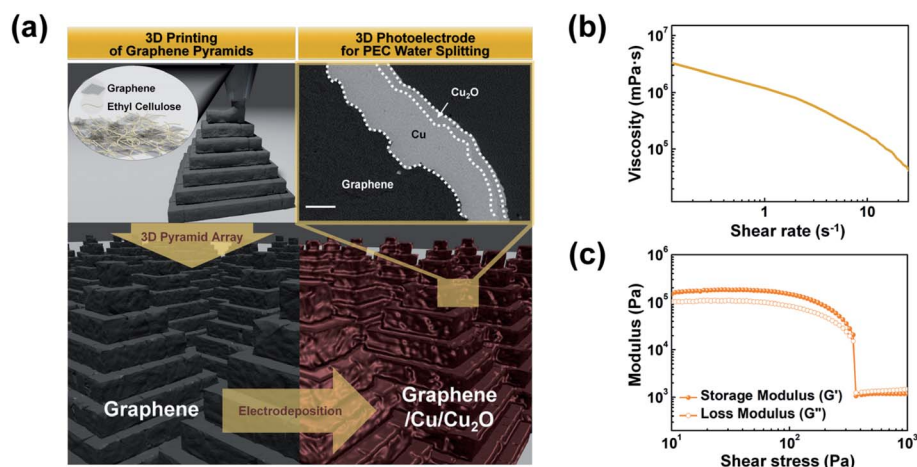 (a)
3D Printing
of Graphene Pyramids
3D Photoelectrode
for PEC Water Splitting
Graphene
Ethyl Cellulose
Cu₂O
Cu
Graphene
3D Pyramid Array
Graphene
Electrodeposition
Graphene
/Cu/Cu₂O
(b)
Viscosity (mPa·s)
10⁷
10⁶
10⁵
1
10
Shear rate (s⁻¹)
(c)
Modulus (Pa)
10⁶
10⁵
10⁴
10³
Storage Modulus (G')
Loss Modulus (G'')
10¹
10²
10³
Shear stress (Pa)